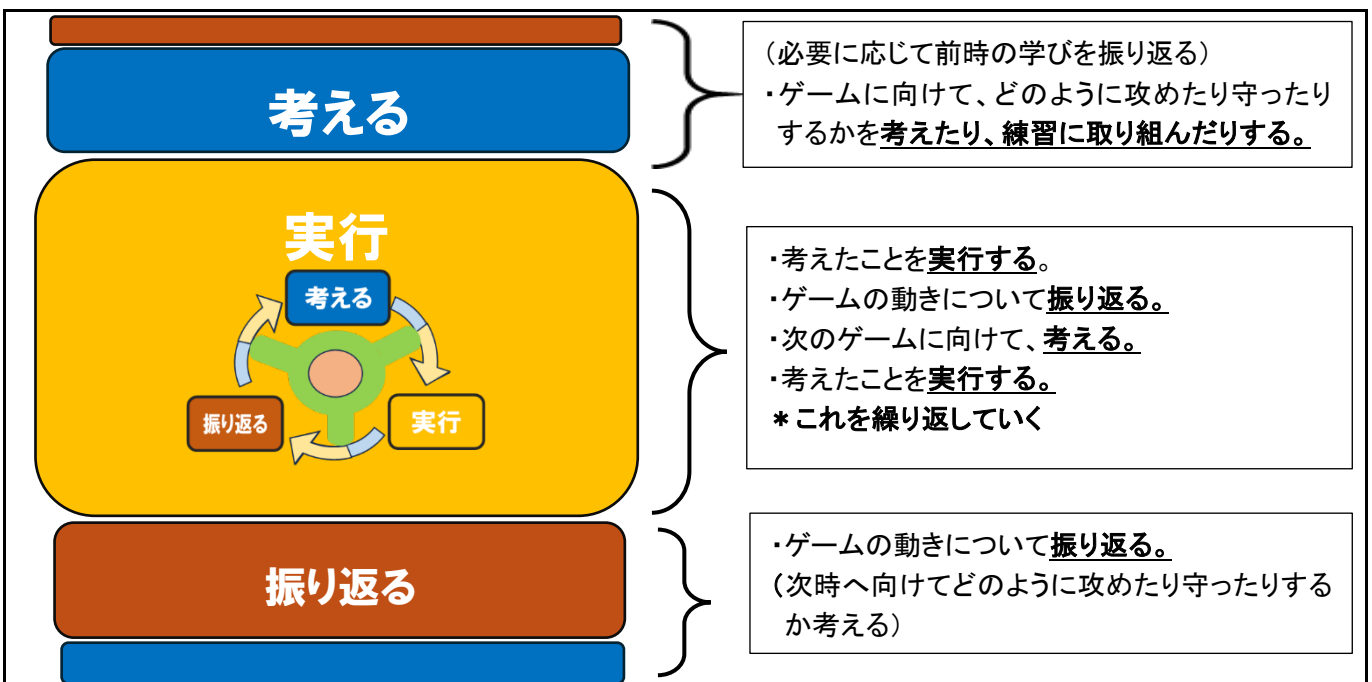 考える
(必要に応じて前時の学びを振り返る)
・ゲームに向けて、どのように攻めたり守ったり
するかを考えたり、練習に取り組んだりする。
実行
考える
振り返る
実行
・考えたことを実行する。
・ゲームの動きについて振り返る。
・次のゲームに向けて、考える。
・考えたことを実行する。
*これを繰り返していく
振り返る
・ゲームの動きについて振り返る。
(次時へ向けてどのように攻めたり守ったりする
か考える)